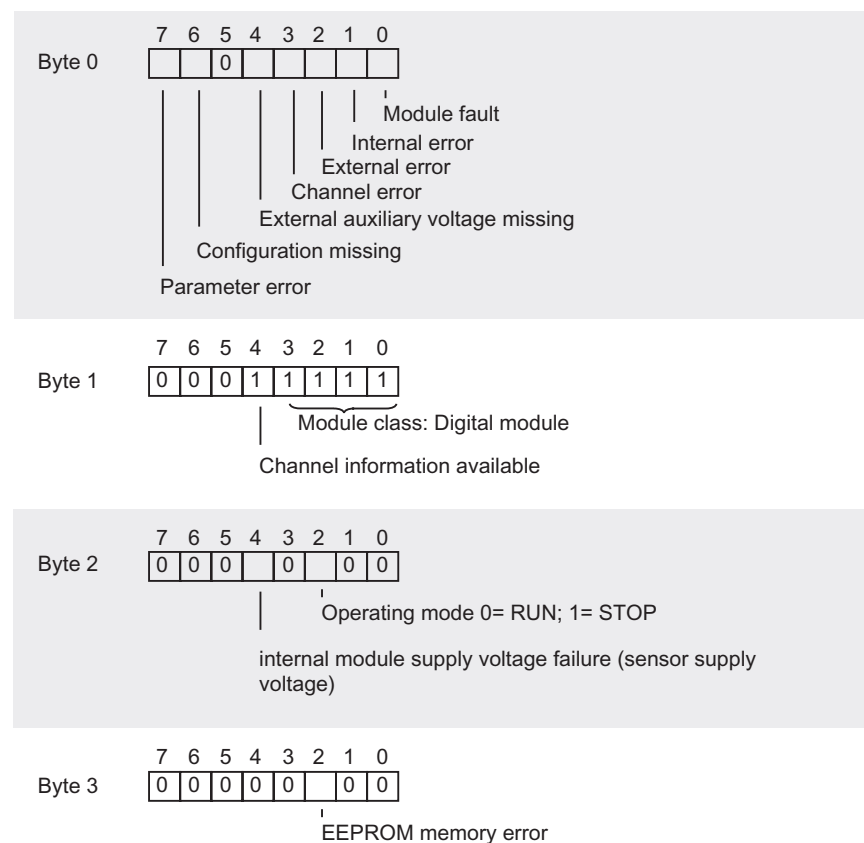 7 6 5 4 3 2 1 0
Byte 0 0
Module fault
Internal error
External error
Channel error
External auxiliary voltage missing
Configuration missing
Parameter error
7 6 5 4 3 2 1 0
Byte 1 0 0 0 1 1 1 1 1
Module class: Digital module
Channel information available
7 6 5 4 3 2 1 0
Byte 2 0 0 0 0 0 0
Operating mode 0= RUN; 1= STOP
internal module supply voltage failure (sensor supply
voltage)
7 6 5 4 3 2 1 0
Byte 3 0 0 0 0 0 0 0
EEPROM memory error